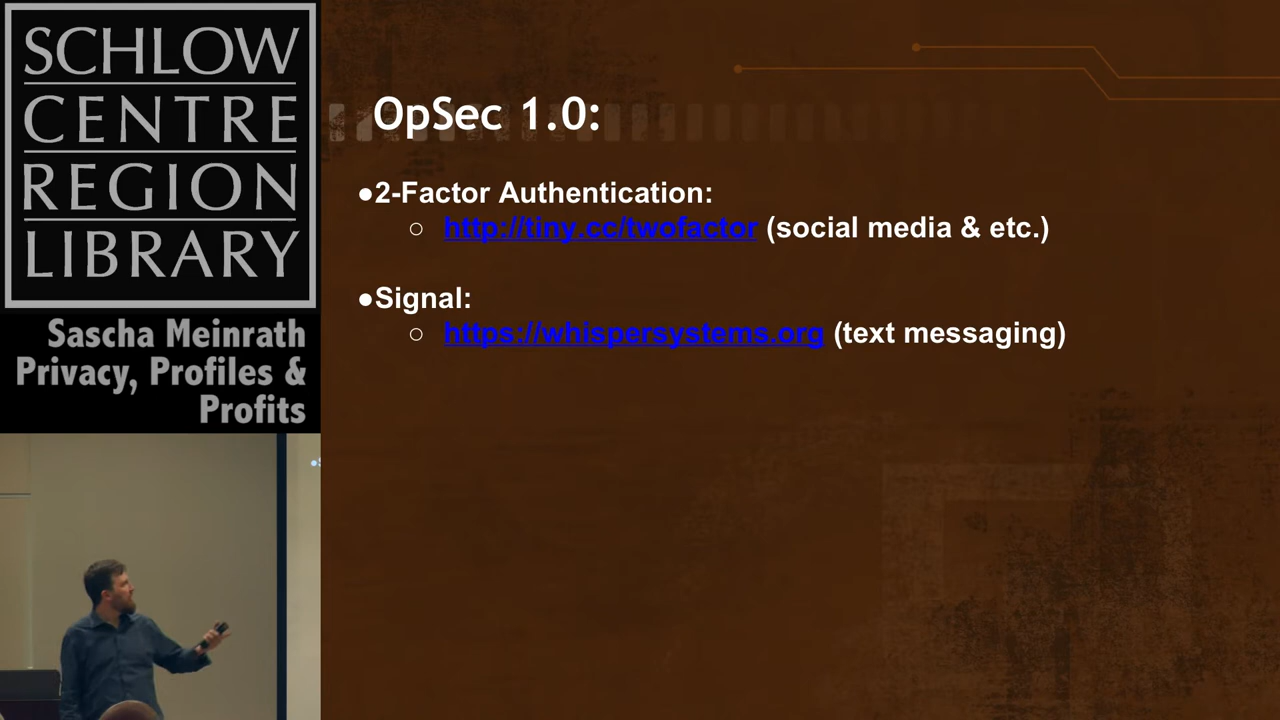 SCHLOW
CENTRE
REGION
LIBRARY
Sascha Meinrath
Privacy, Profiles &
Profits
OpSec 1.0:
●2-Factor Authentication:
○ http://tiny.cc/twofactor (social media & etc.)
●Signal:
○ https://whispersystems.org (text messaging)